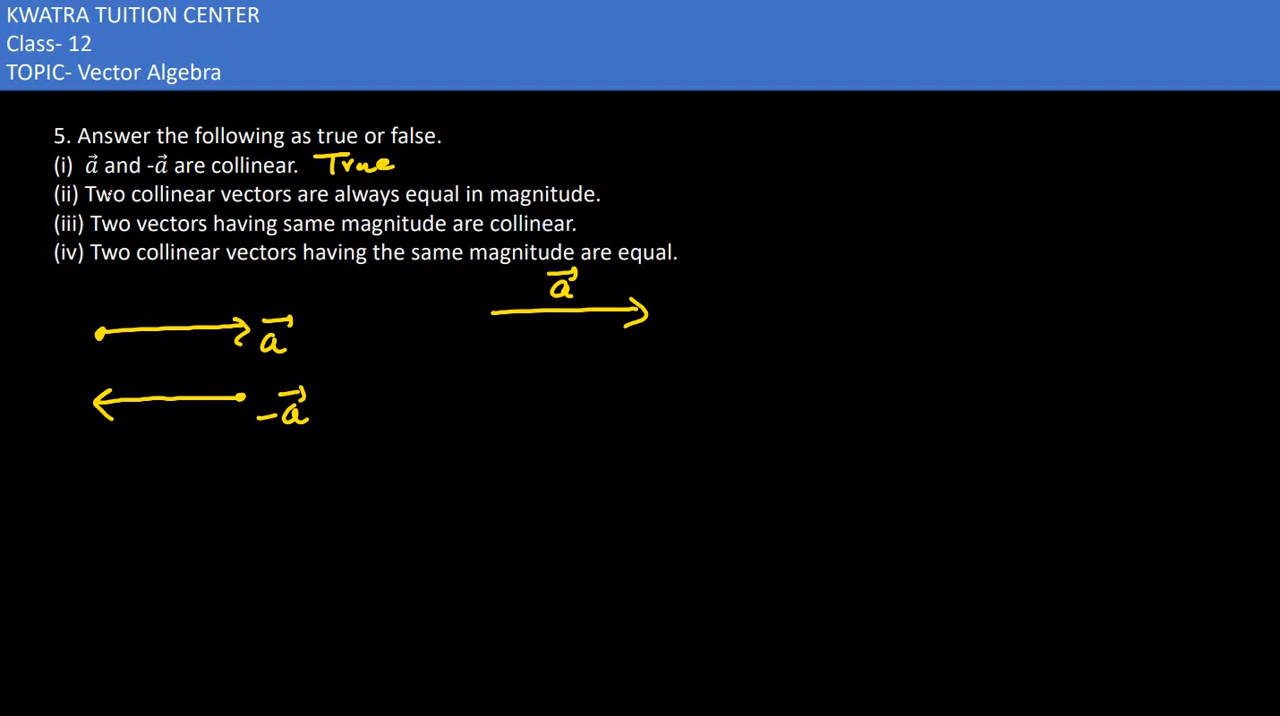 KWATRA TUITION CENTER
Class- 12
TOPIC- Vector Algebra
5. Answer the following as true or false.
(i) a⃗ and -a⃗ are collinear. True
(ii) Two collinear vectors are always equal in magnitude.
(iii) Two vectors having same magnitude are collinear.
(iv) Two collinear vectors having the same magnitude are equal.
a⃗
a⃗
-a⃗